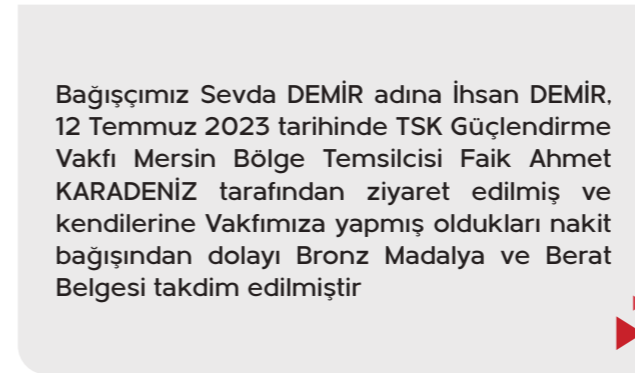 Bağışçımız Sevda DEMİR adına İhsan DEMİR,
12 Temmuz 2023 tarihinde TSK Güçlendirme
Vakfı Mersin Bölge Temsilcisi Faik Ahmet
KARADENİZ tarafından ziyaret edilmiş ve
kendilerine Vakfımıza yapmış oldukları nakit
bağışından dolayı Bronz Madalya ve Berat
Belgesi takdim edilmiştir